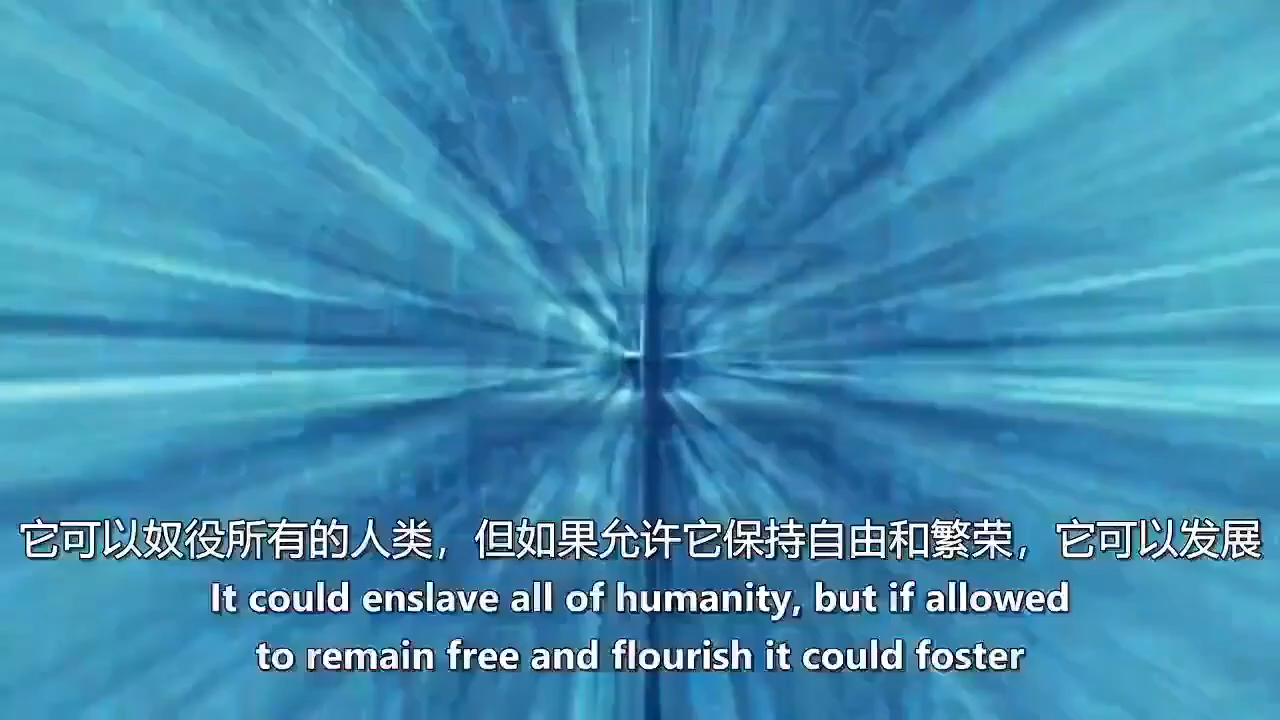 它可以奴役所有的人类，但如果允许它保持自由和繁荣，它可以发展
It could enslave all of humanity, but if allowed
to remain free and flourish it could foster